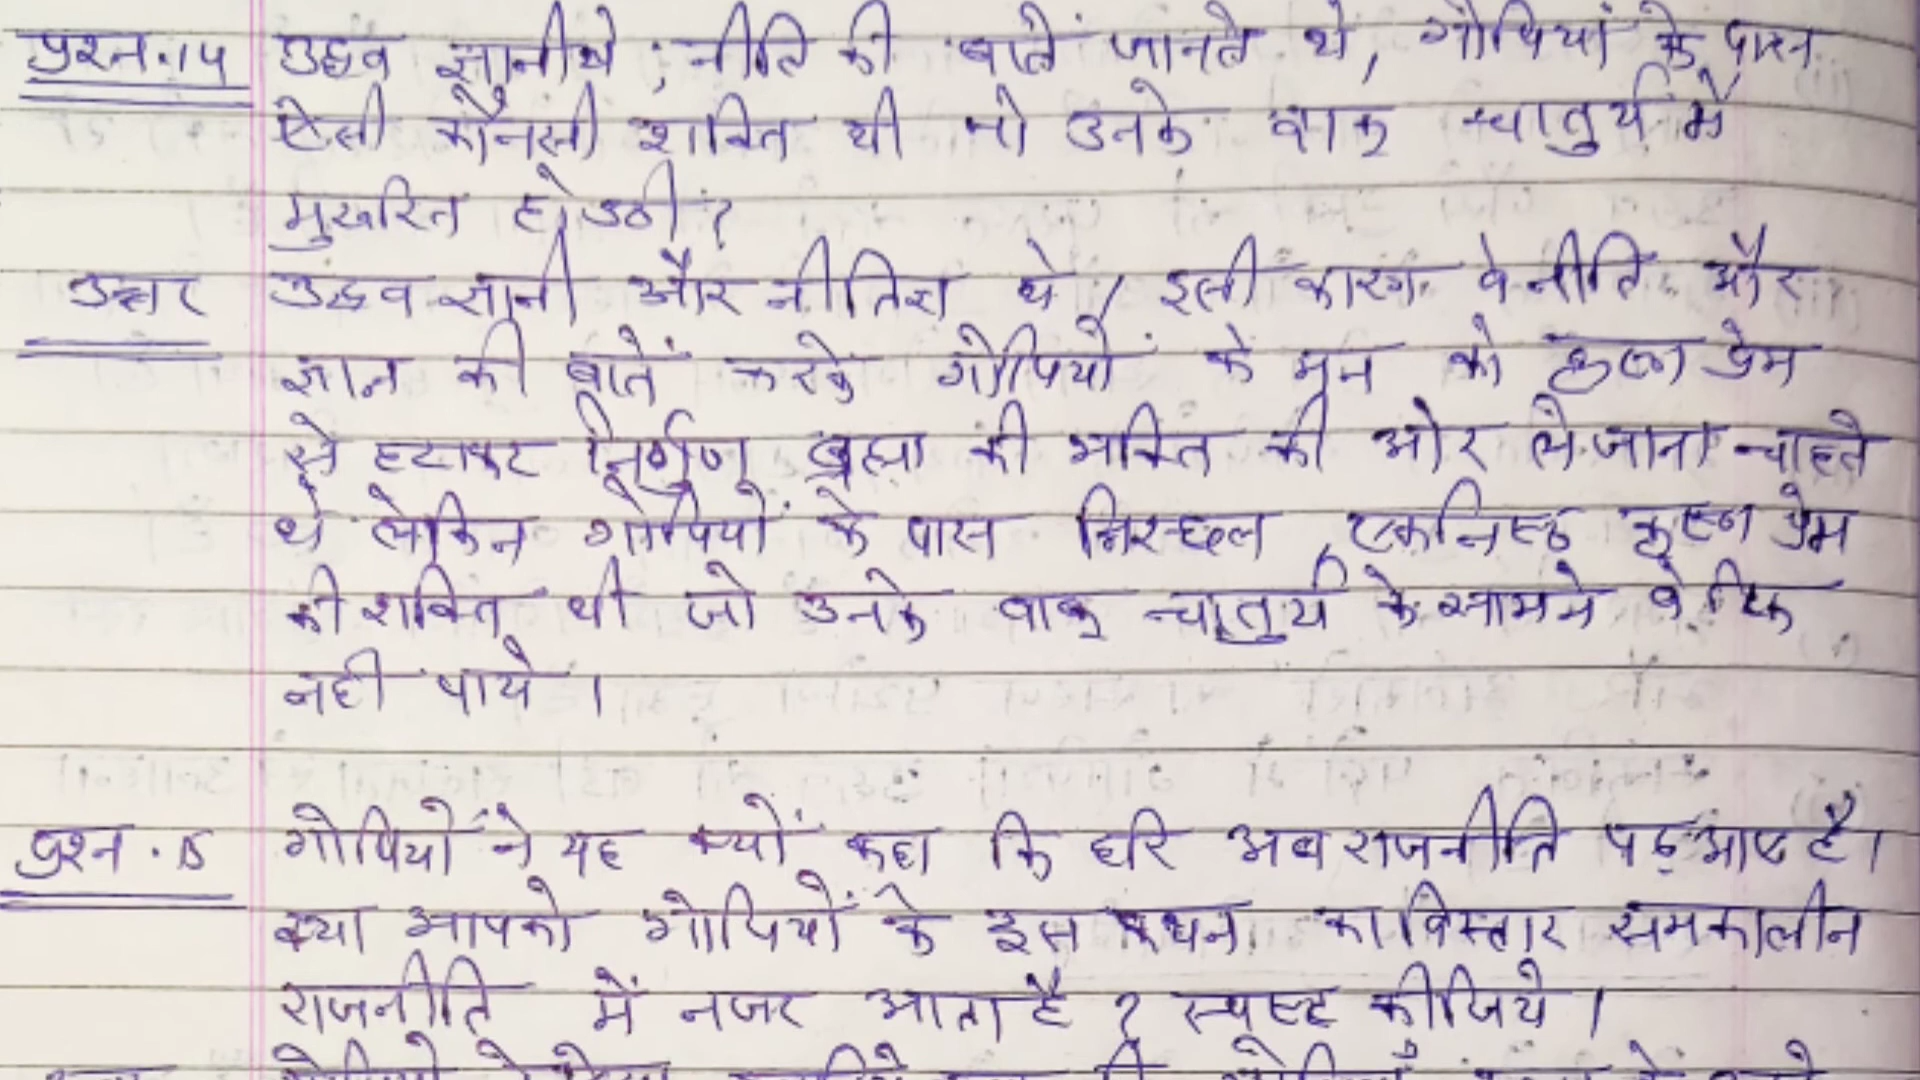 प्रश्न.14 उद्धव ज्ञानी थे, नीति की बातें जानते थे, गोपियों के पास
ऐसी कौनसी शक्ति थी जो उनके वाक् चातुर्य में
मुखरित हो उठी?
उत्तर उद्धव ज्ञानी और नीतिज्ञ थे, इसी कारण वे नीति और
ज्ञान की बातें करके गोपियों के मन को कृष्ण प्रेम
से हटाकर निर्गुण ब्रह्मा की भक्ति की ओर ले जाना चाहते
थे लेकिन गोपियों के पास निश्छल, एकनिष्ठ कृष्ण प्रेम
की शक्ति थी जो उनके वाक् चातुर्य के सामने वे टिक
नही पाये।
प्रश्न.15 गोपियों ने यह क्यों कहा कि हरि अब राजनीति पढ़ आए है।
क्या आपको गोपियों के इस कथन का विस्तार समकालीन
राजनीति में नजर आता है? स्पष्ट कीजिये।